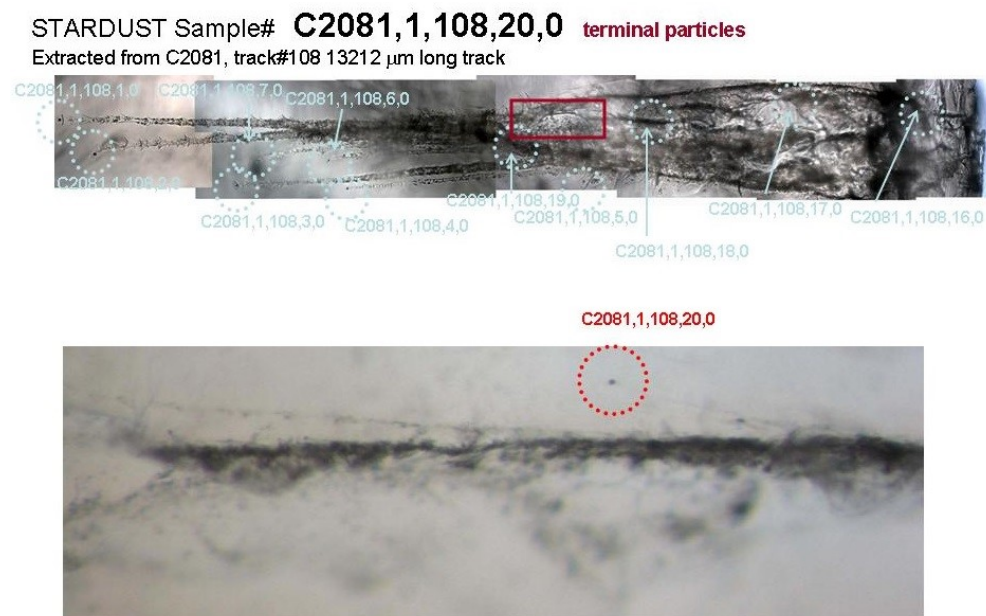 STARDUST Sample# C2081,1,108,20,0 terminal particles
Extracted from C2081, track#108 13212 μm long track
C2081,1,108,1,0 C2081,1,108,7,0
C2081,1,108,6,0
C2081,1,108,2,0
C2081,1,108,19,0
C2081,1,108,3,0 C2081,1,108,4,0 C2081,1,108,5,0 C2081,1,108,17,0 C2081,1,108,16,0
C2081,1,108,18,0
C2081,1,108,20,0